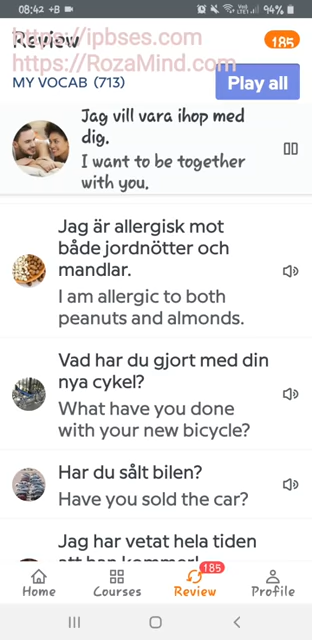 08:42 +B
94%
https://ipbses.com
Review
185
https://RozaMind.com
MY VOCAB (713)
Play all
Jag vill vara ihop med
dig.
I want to be together
with you.
Jag är allergisk mot
både jordnötter och
mandlar.
I am allergic to both
peanuts and almonds.
Vad har du gjort med din
nya cykel?
What have you done
with your new bicycle?
Har du sålt bilen?
Have you sold the car?
Jag har vetat hela tiden
185
Home
Courses
Review
Profile